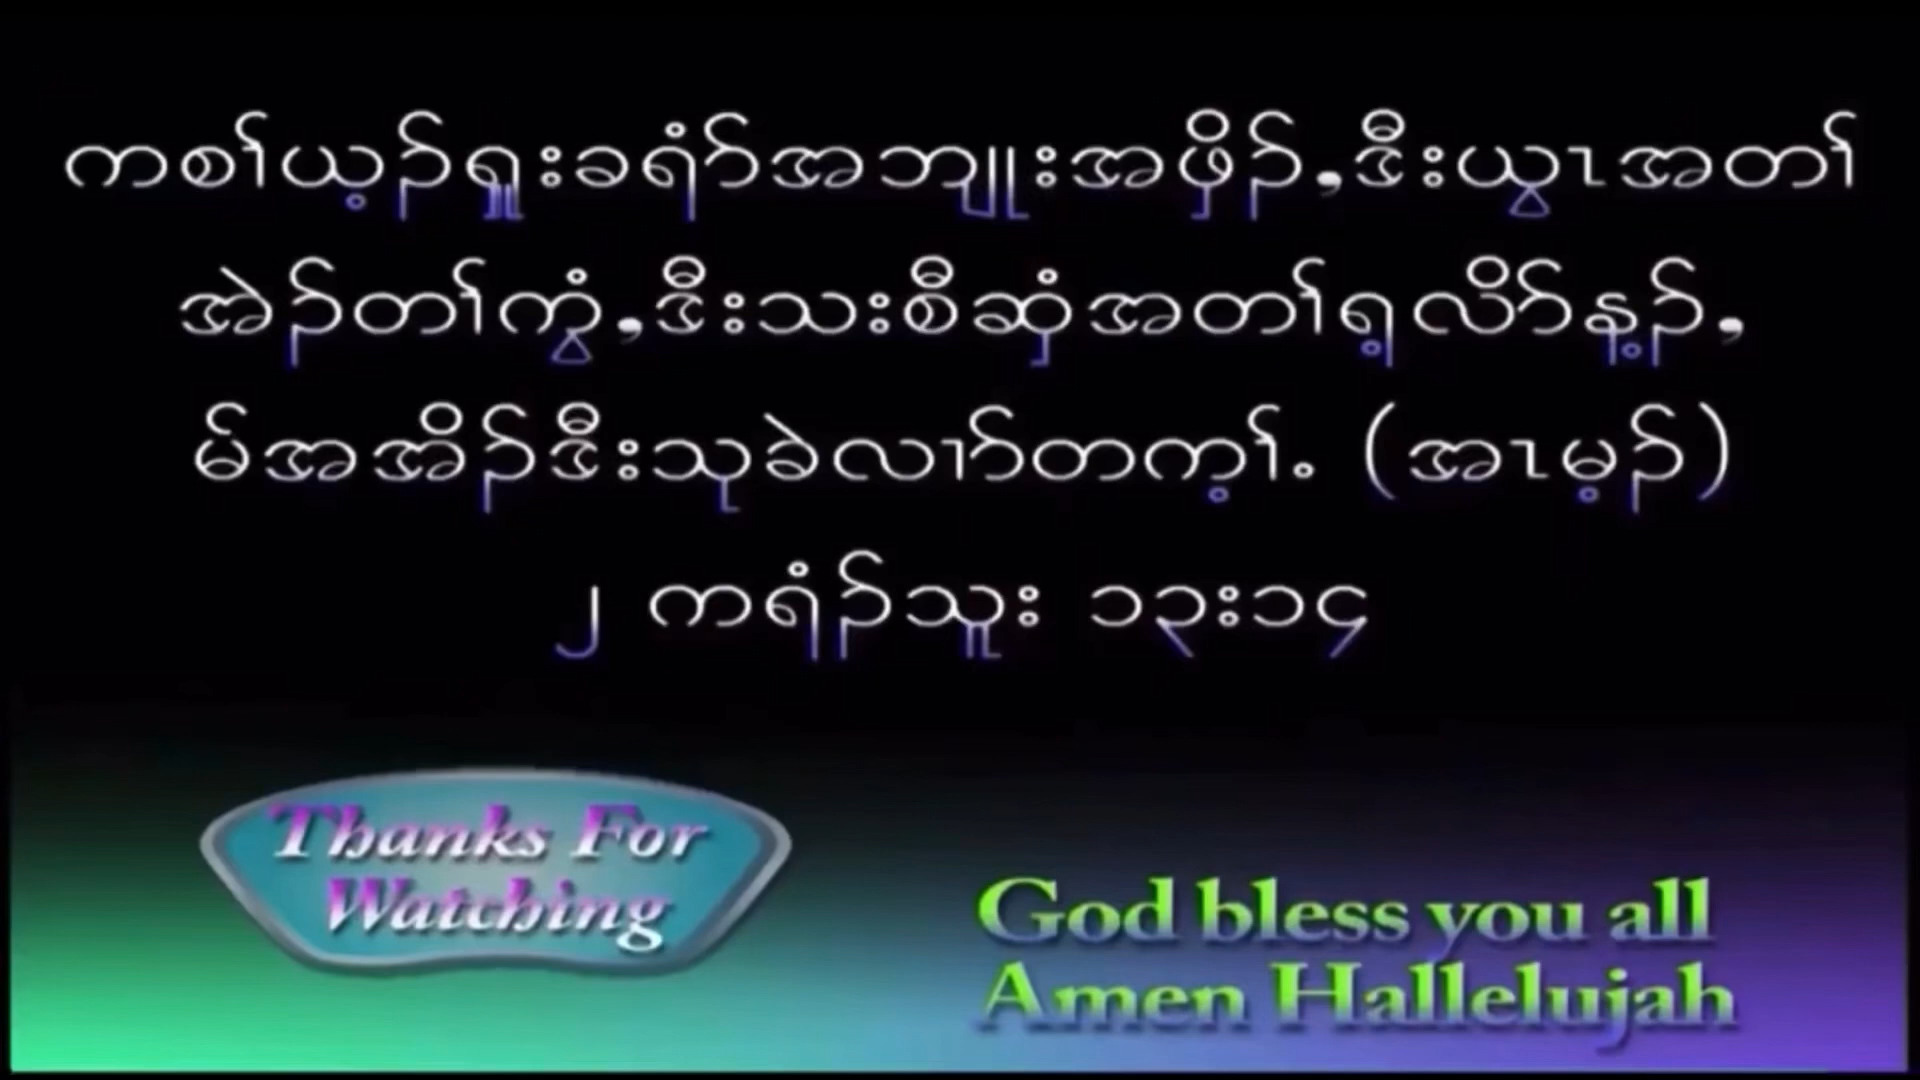 ကစၢ်ယ့ၣ်ရှူးခရံာ်အဘျုးအဖှိၣ်,ဒီးယွၤအတၢ်
အဲၣ်တၢ်ကွံ,ဒီးသးစီဆှံအတၢ်ရ့လိာ်န့ၣ်,
မ်အအိၣ်ဒီးသုခဲလၢာ်တက့ၢ်. (အၤမ့ၣ်)
၂ ကရံၣ်သူး ၁၃း၁၄
Thanks For
Watching
God bless you all
Amen Hallelujah